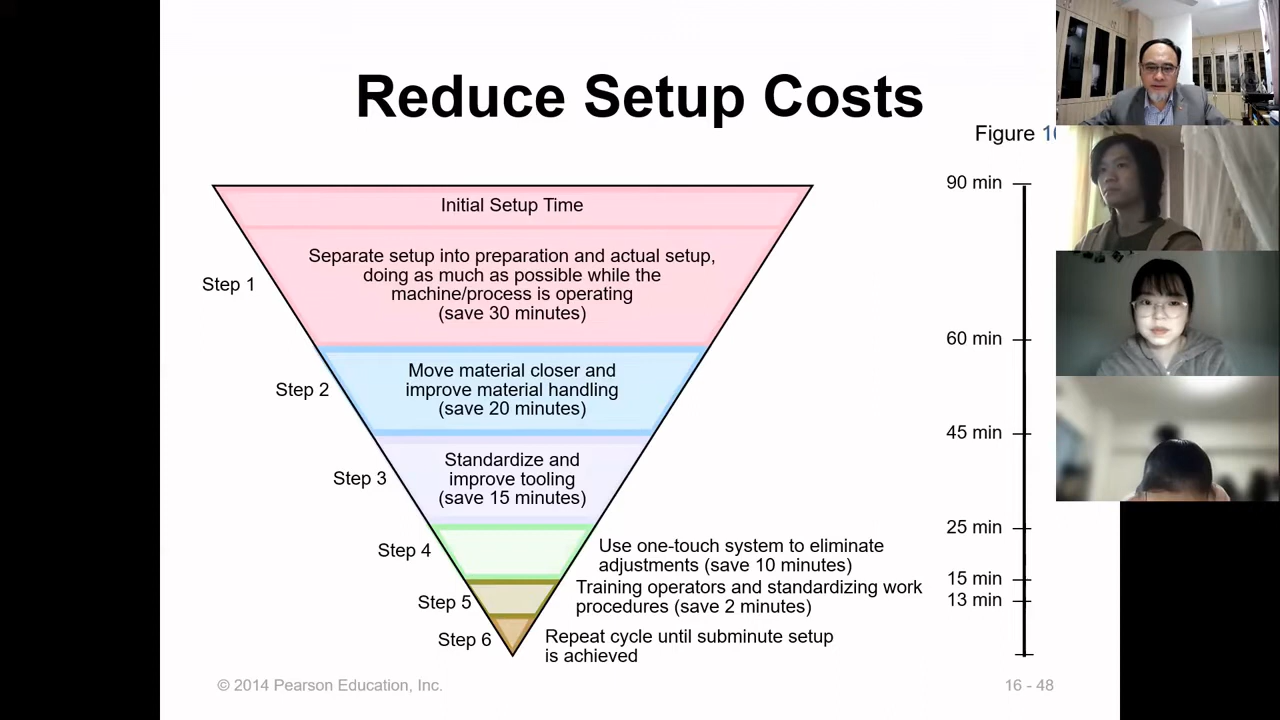 Reduce Setup Costs
Figure
90 min
Initial Setup Time
Separate setup into preparation and actual setup,
doing as much as possible while the
machine/process is operating
(save 30 minutes)
Step 1
60 min
Move material closer and
improve material handling
(save 20 minutes)
Step 2
45 min
Standardize and
improve tooling
(save 15 minutes)
Step 3
25 min
Step 4
Use one-touch system to eliminate
adjustments (save 10 minutes)
15 min
Training operators and standardizing work
procedures (save 2 minutes)
Step 5
13 min
Step 6
Repeat cycle until subminute setup
is achieved
© 2014 Pearson Education, Inc.
16 - 48